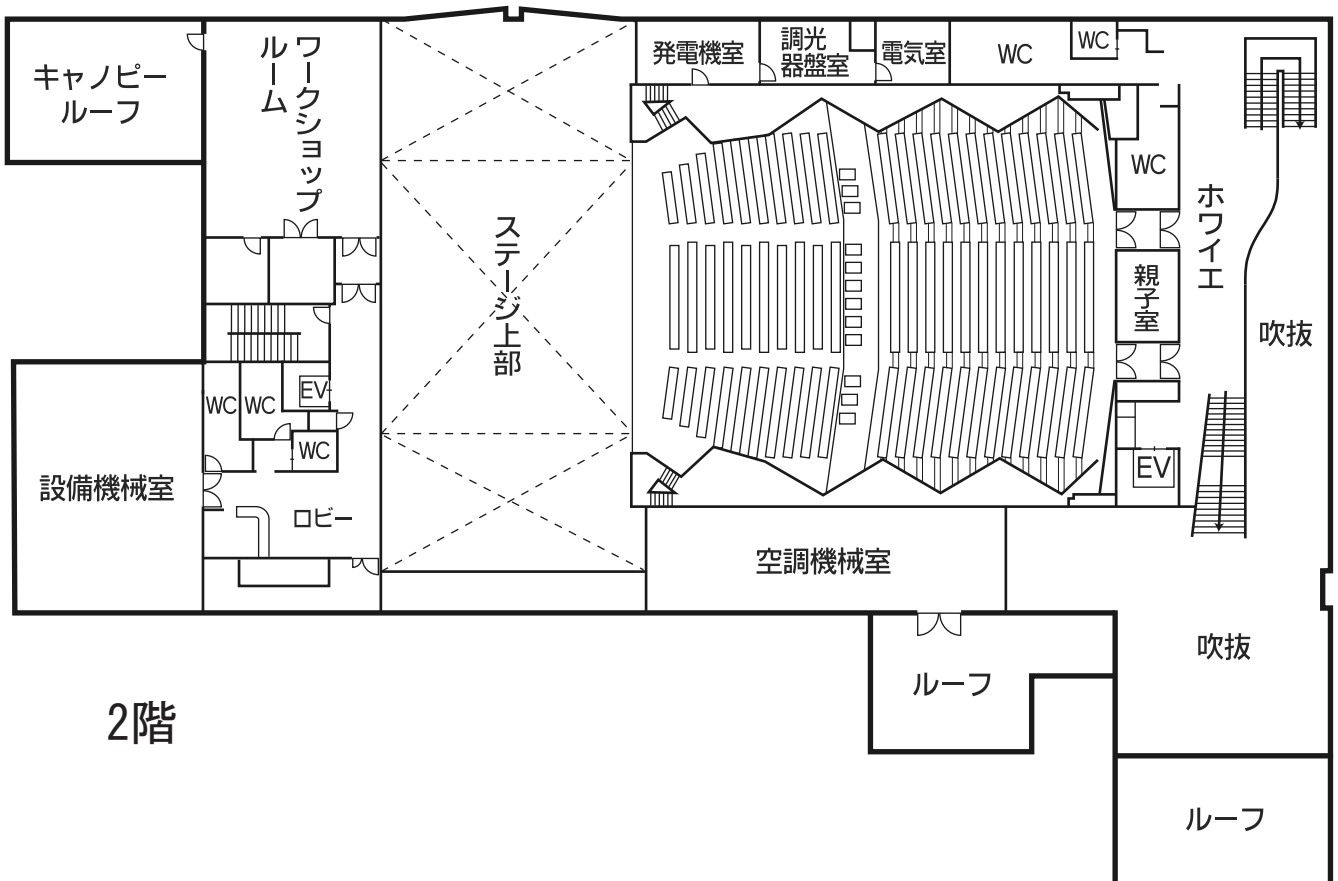 キャノピー
ルーフ
ワークショップ
ルーム
ステージ上部
発電機室
調光
器盤室
電気室
WC
WC
WC
ホワイエ
親子室
吹抜
EV
WC
WC
EV
WC
設備機械室
ロビー
空調機械室
吹抜
ルーフ
2階
ルーフ